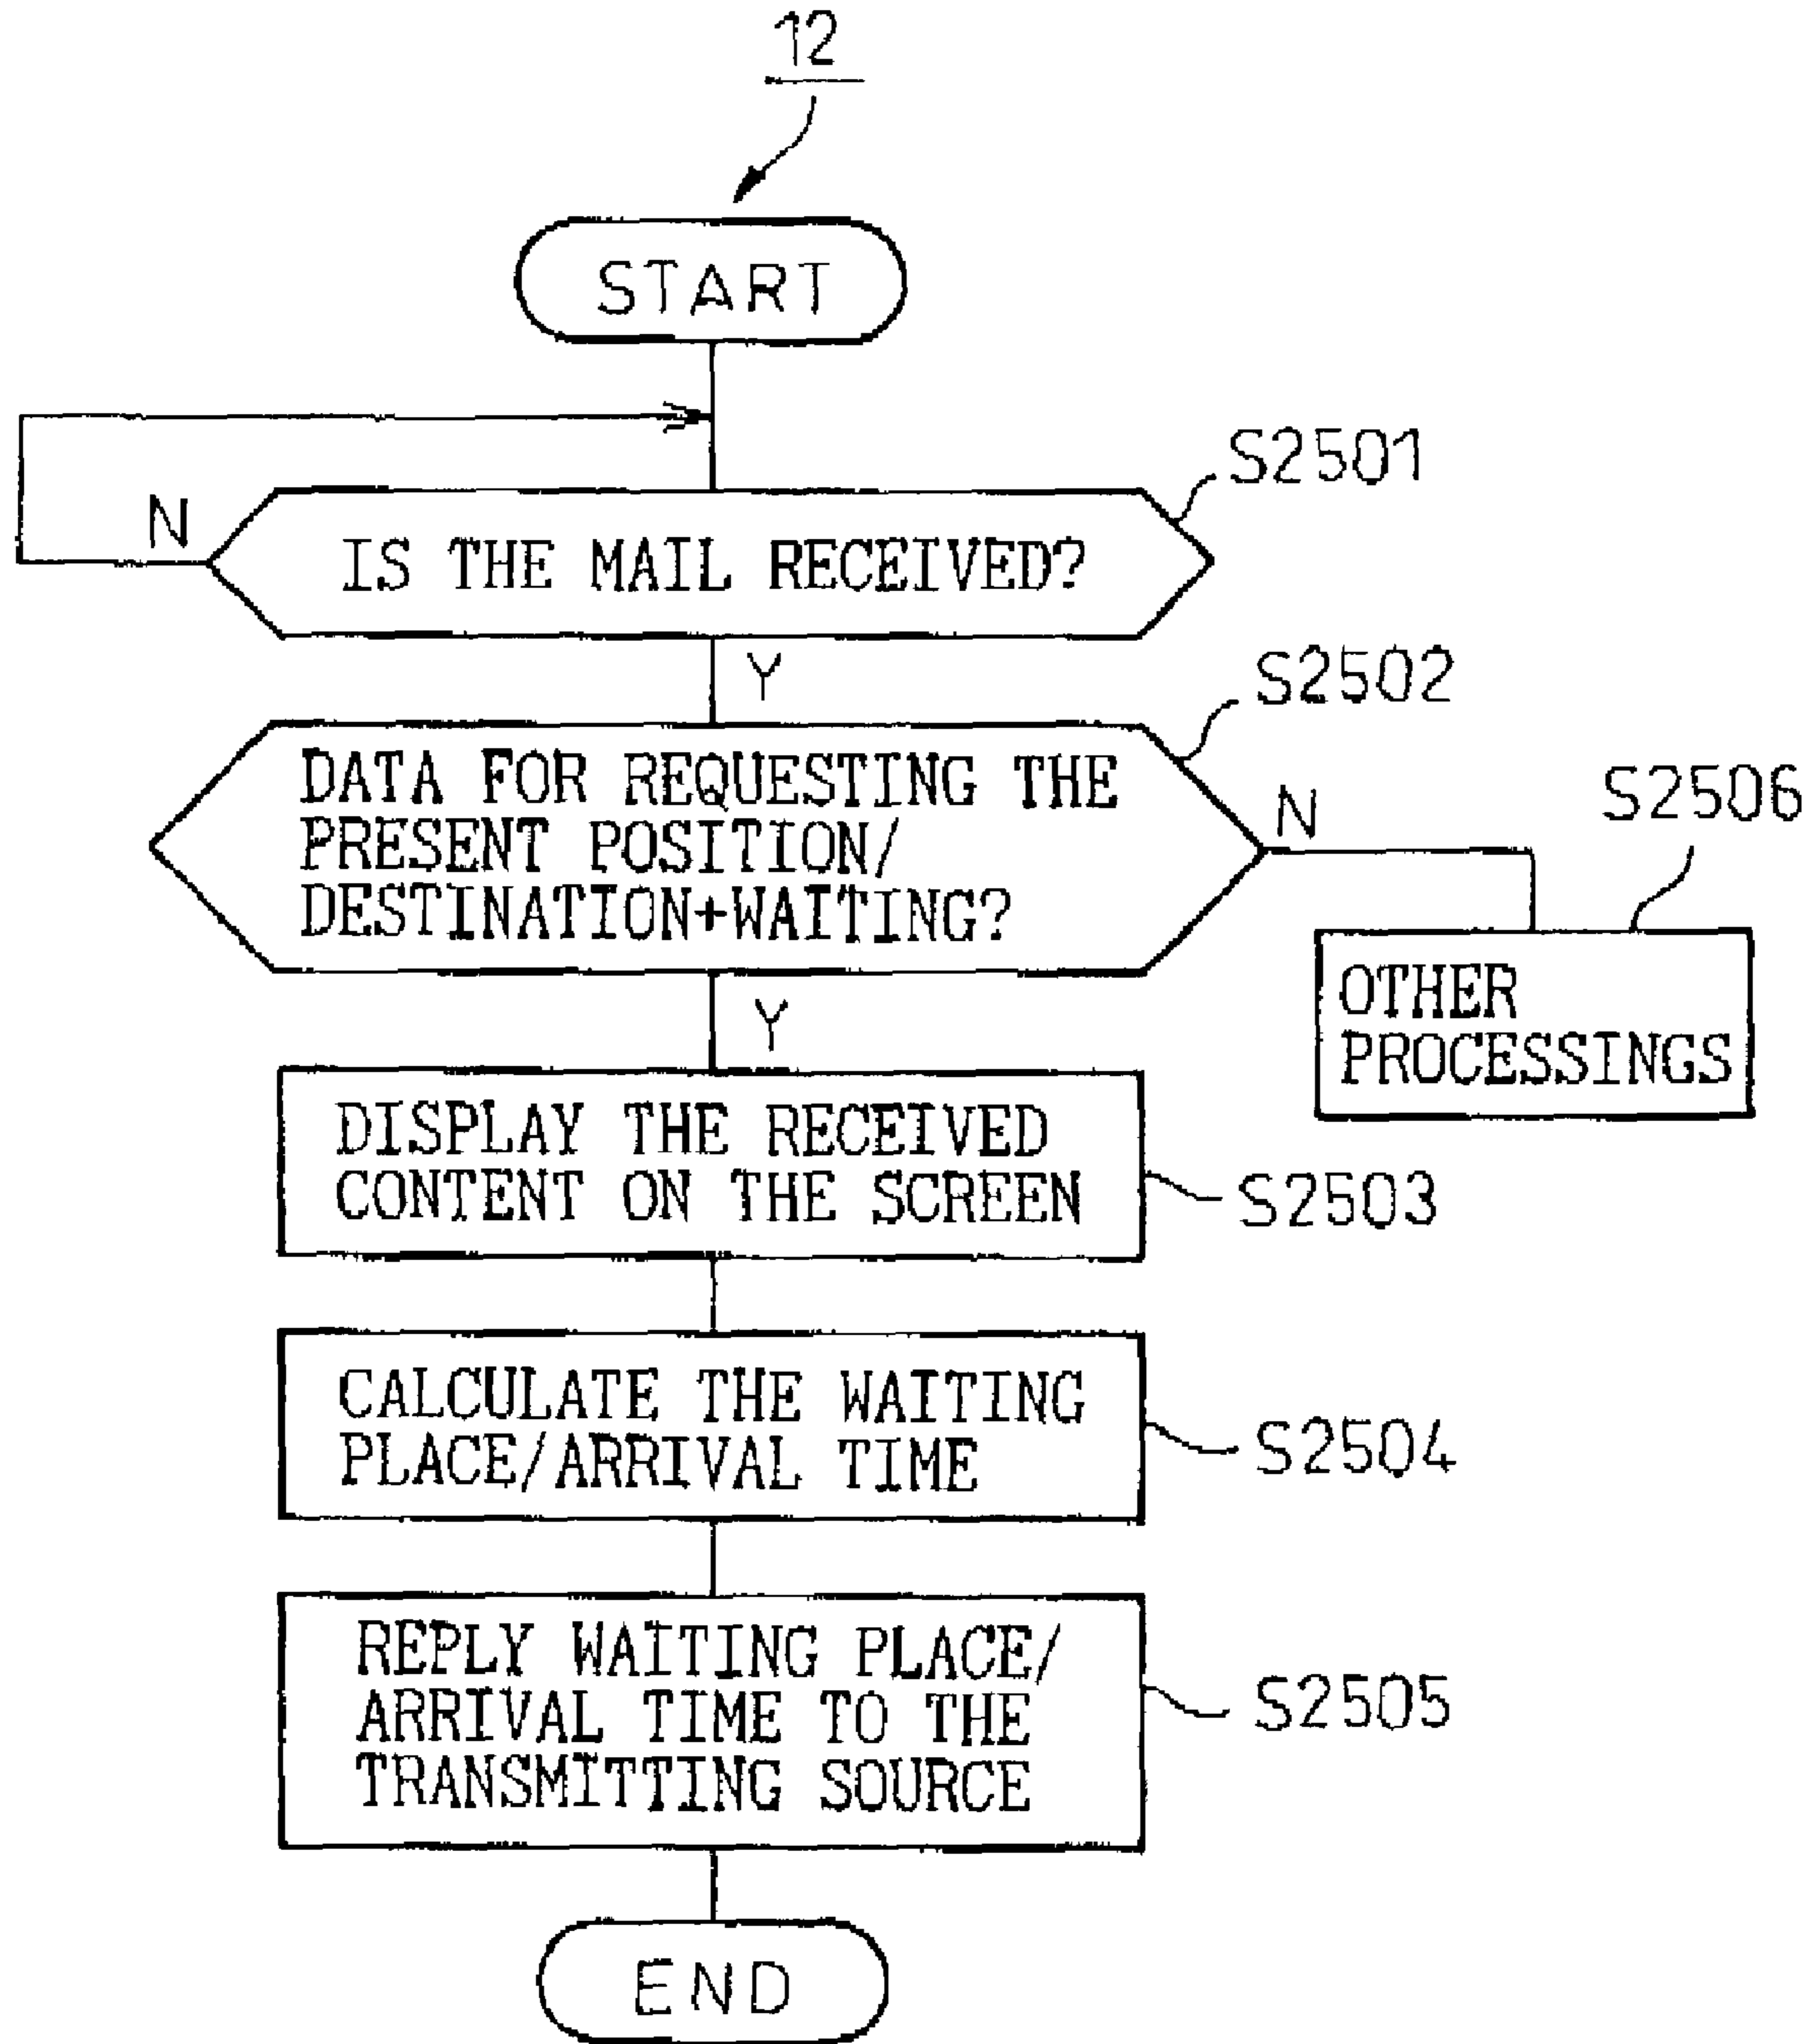 12
START
S2501
N
IS THE MAIL RECEIVED?
Y
S2502
DATA FOR REQUESTING THE
PRESENT POSITION/
DESTINATION+WAITING?
N
S2506
OTHER
PROCESSINGS
Y
DISPLAY THE RECEIVED
CONTENT ON THE SCREEN
S2503
CALCULATE THE WAITING
PLACE/ARRIVAL TIME
S2504
REPLY WAITING PLACE/
ARRIVAL TIME TO THE
TRANSMITTING SOURCE
S2505
END